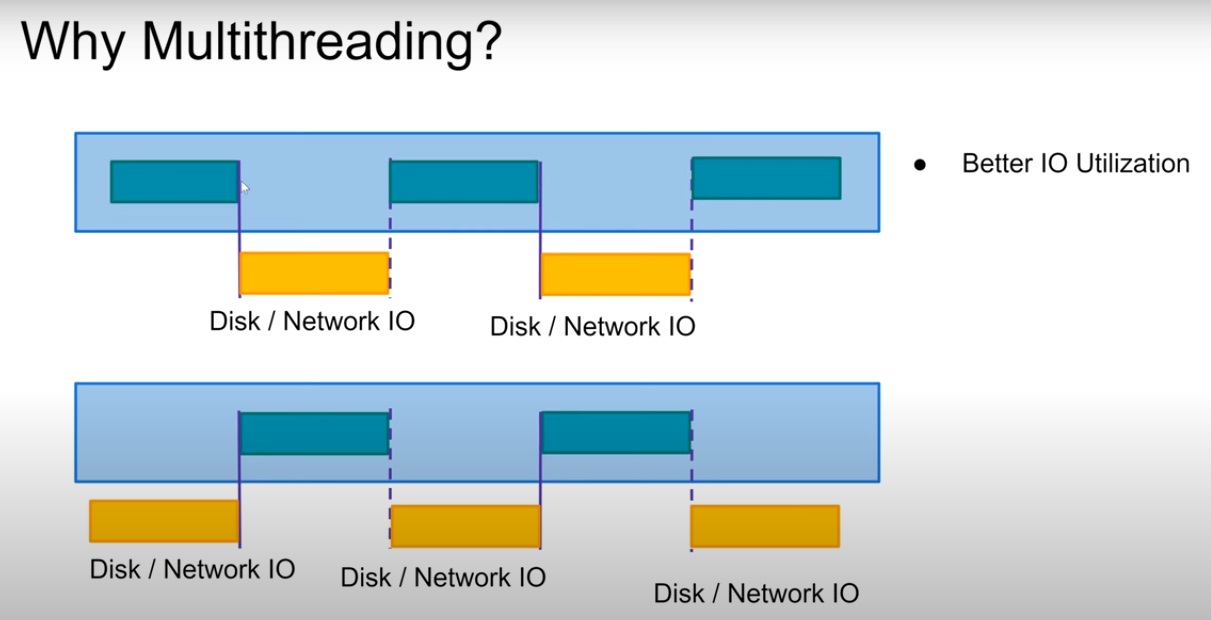 Why Multithreading?
● Better IO Utilization
Disk / Network IO
Disk / Network IO
Disk / Network IO
Disk / Network IO
Disk / Network IO